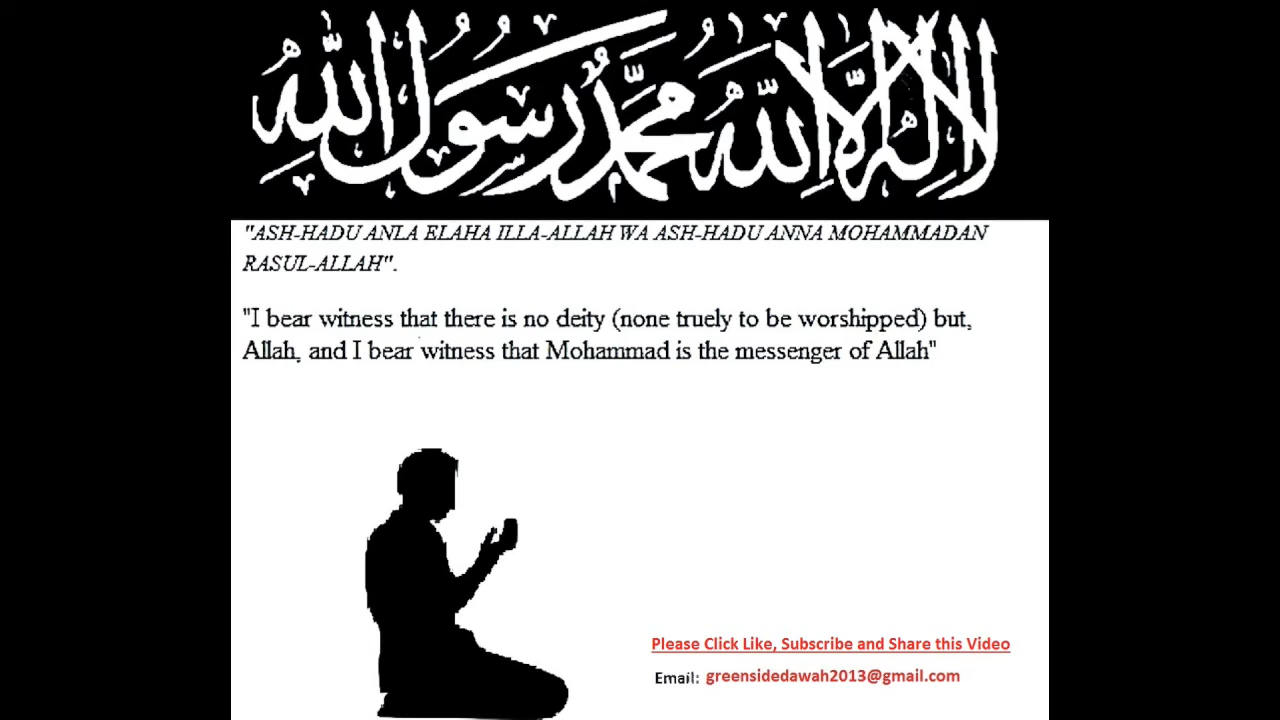 لا إله إلا الله محمد رسول الله
"ASH-HADU ANLA ELAHA ILLA-ALLAH WA ASH-HADU ANNA MOHAMMADAN
RASUL-ALLAH".
"I bear witness that there is no deity (none truely to be worshipped) but,
Allah, and I bear witness that Mohammad is the messenger of Allah"
Please Click Like, Subscribe and Share this Video
Email: greensidedawah2013@gmail.com